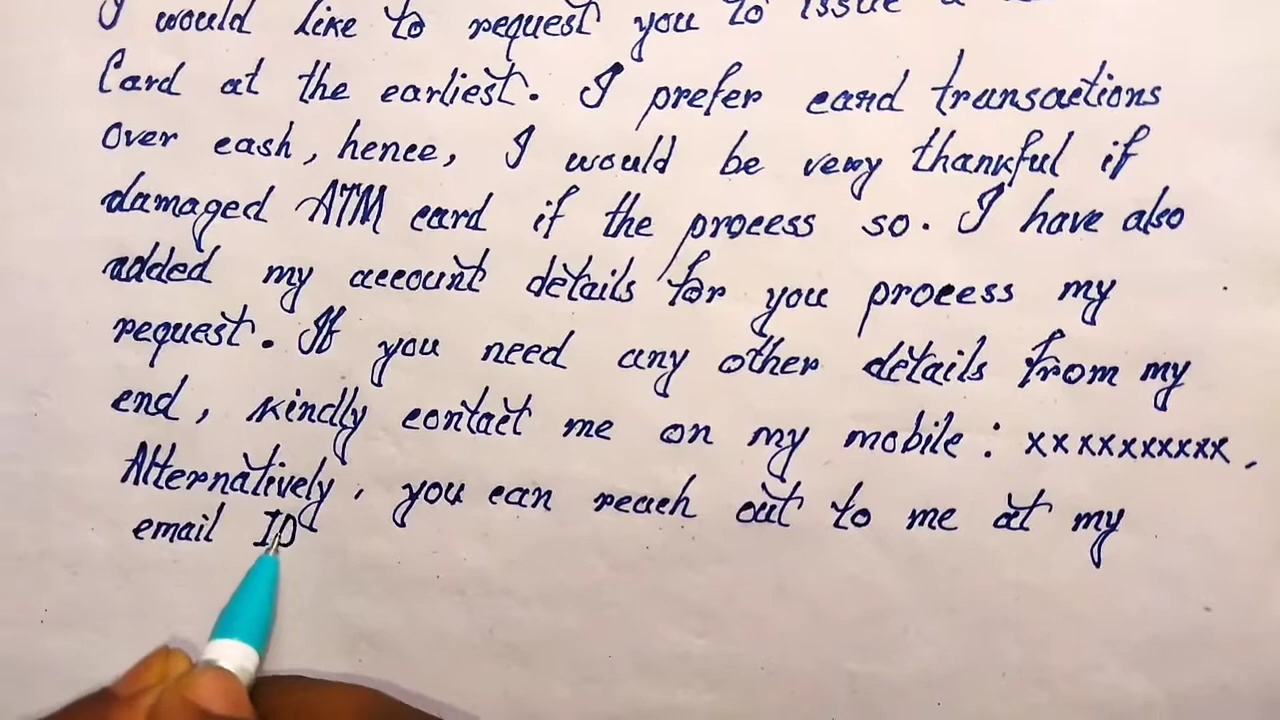 I would like to request you to issue a
Card at the earliest. I prefer card transactions
over cash, hence, I would be very thankful if
damaged ATM card if the process so. I have also
added my account details for you process my
request. If you need any other details from my
end, kindly contact me on my mobile: xxxxxxxxxx.
Alternatively, you can reach out to me at my
email ID